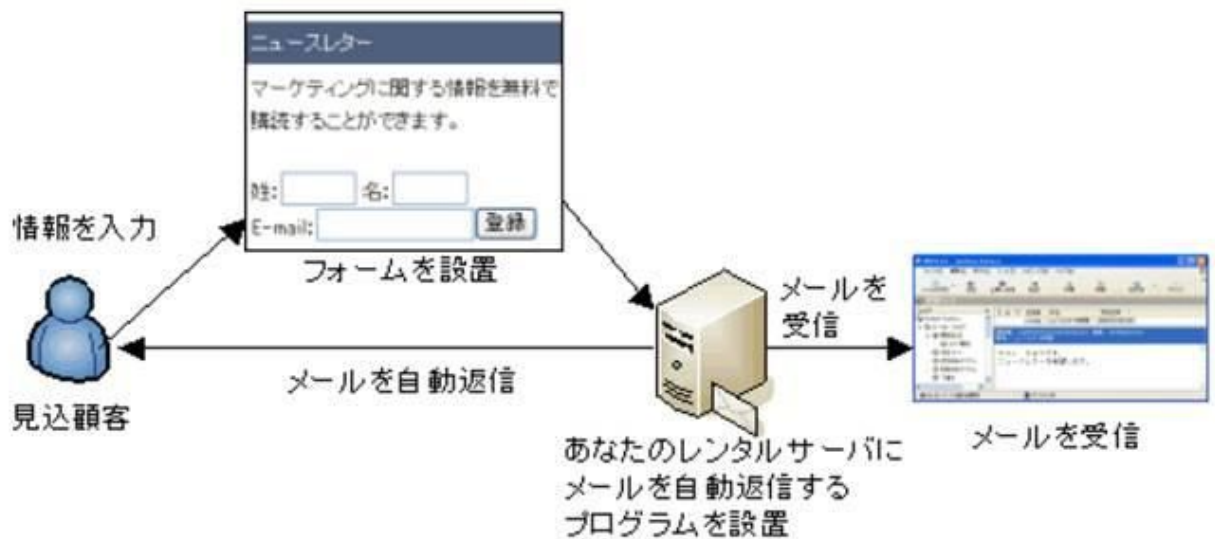 ニュースレター
マーケティングに関する情報を無料で
購読することができます。
姓:
名:
E-mail:
登録
情報を入力
フォームを設置
見込顧客
メールを自動返信
メールを
受信
あなたのレンタルサーバに
メールを自動返信する
プログラムを設置
メールを受信